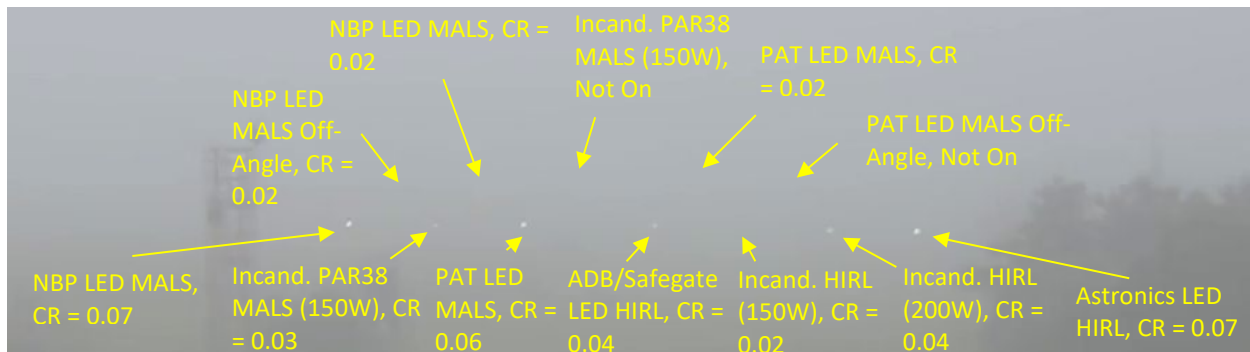 NBP LED MALS, CR =
0.02
Incand. PAR38
MALS (150W),
Not On
PAT LED MALS, CR
= 0.02
NBP LED
MALS Off-
Angle, CR =
0.02
PAT LED MALS Off-
Angle, Not On
NBP LED MALS,
CR = 0.07
Incand. PAR38
MALS (150W), CR
= 0.03
PAT LED
MALS, CR =
0.06
ADB/Safegate
LED HIRL, CR =
0.04
Incand. HIRL
(150W), CR =
0.02
Incand. HIRL
(200W), CR =
0.04
Astronics LED
HIRL, CR = 0.07